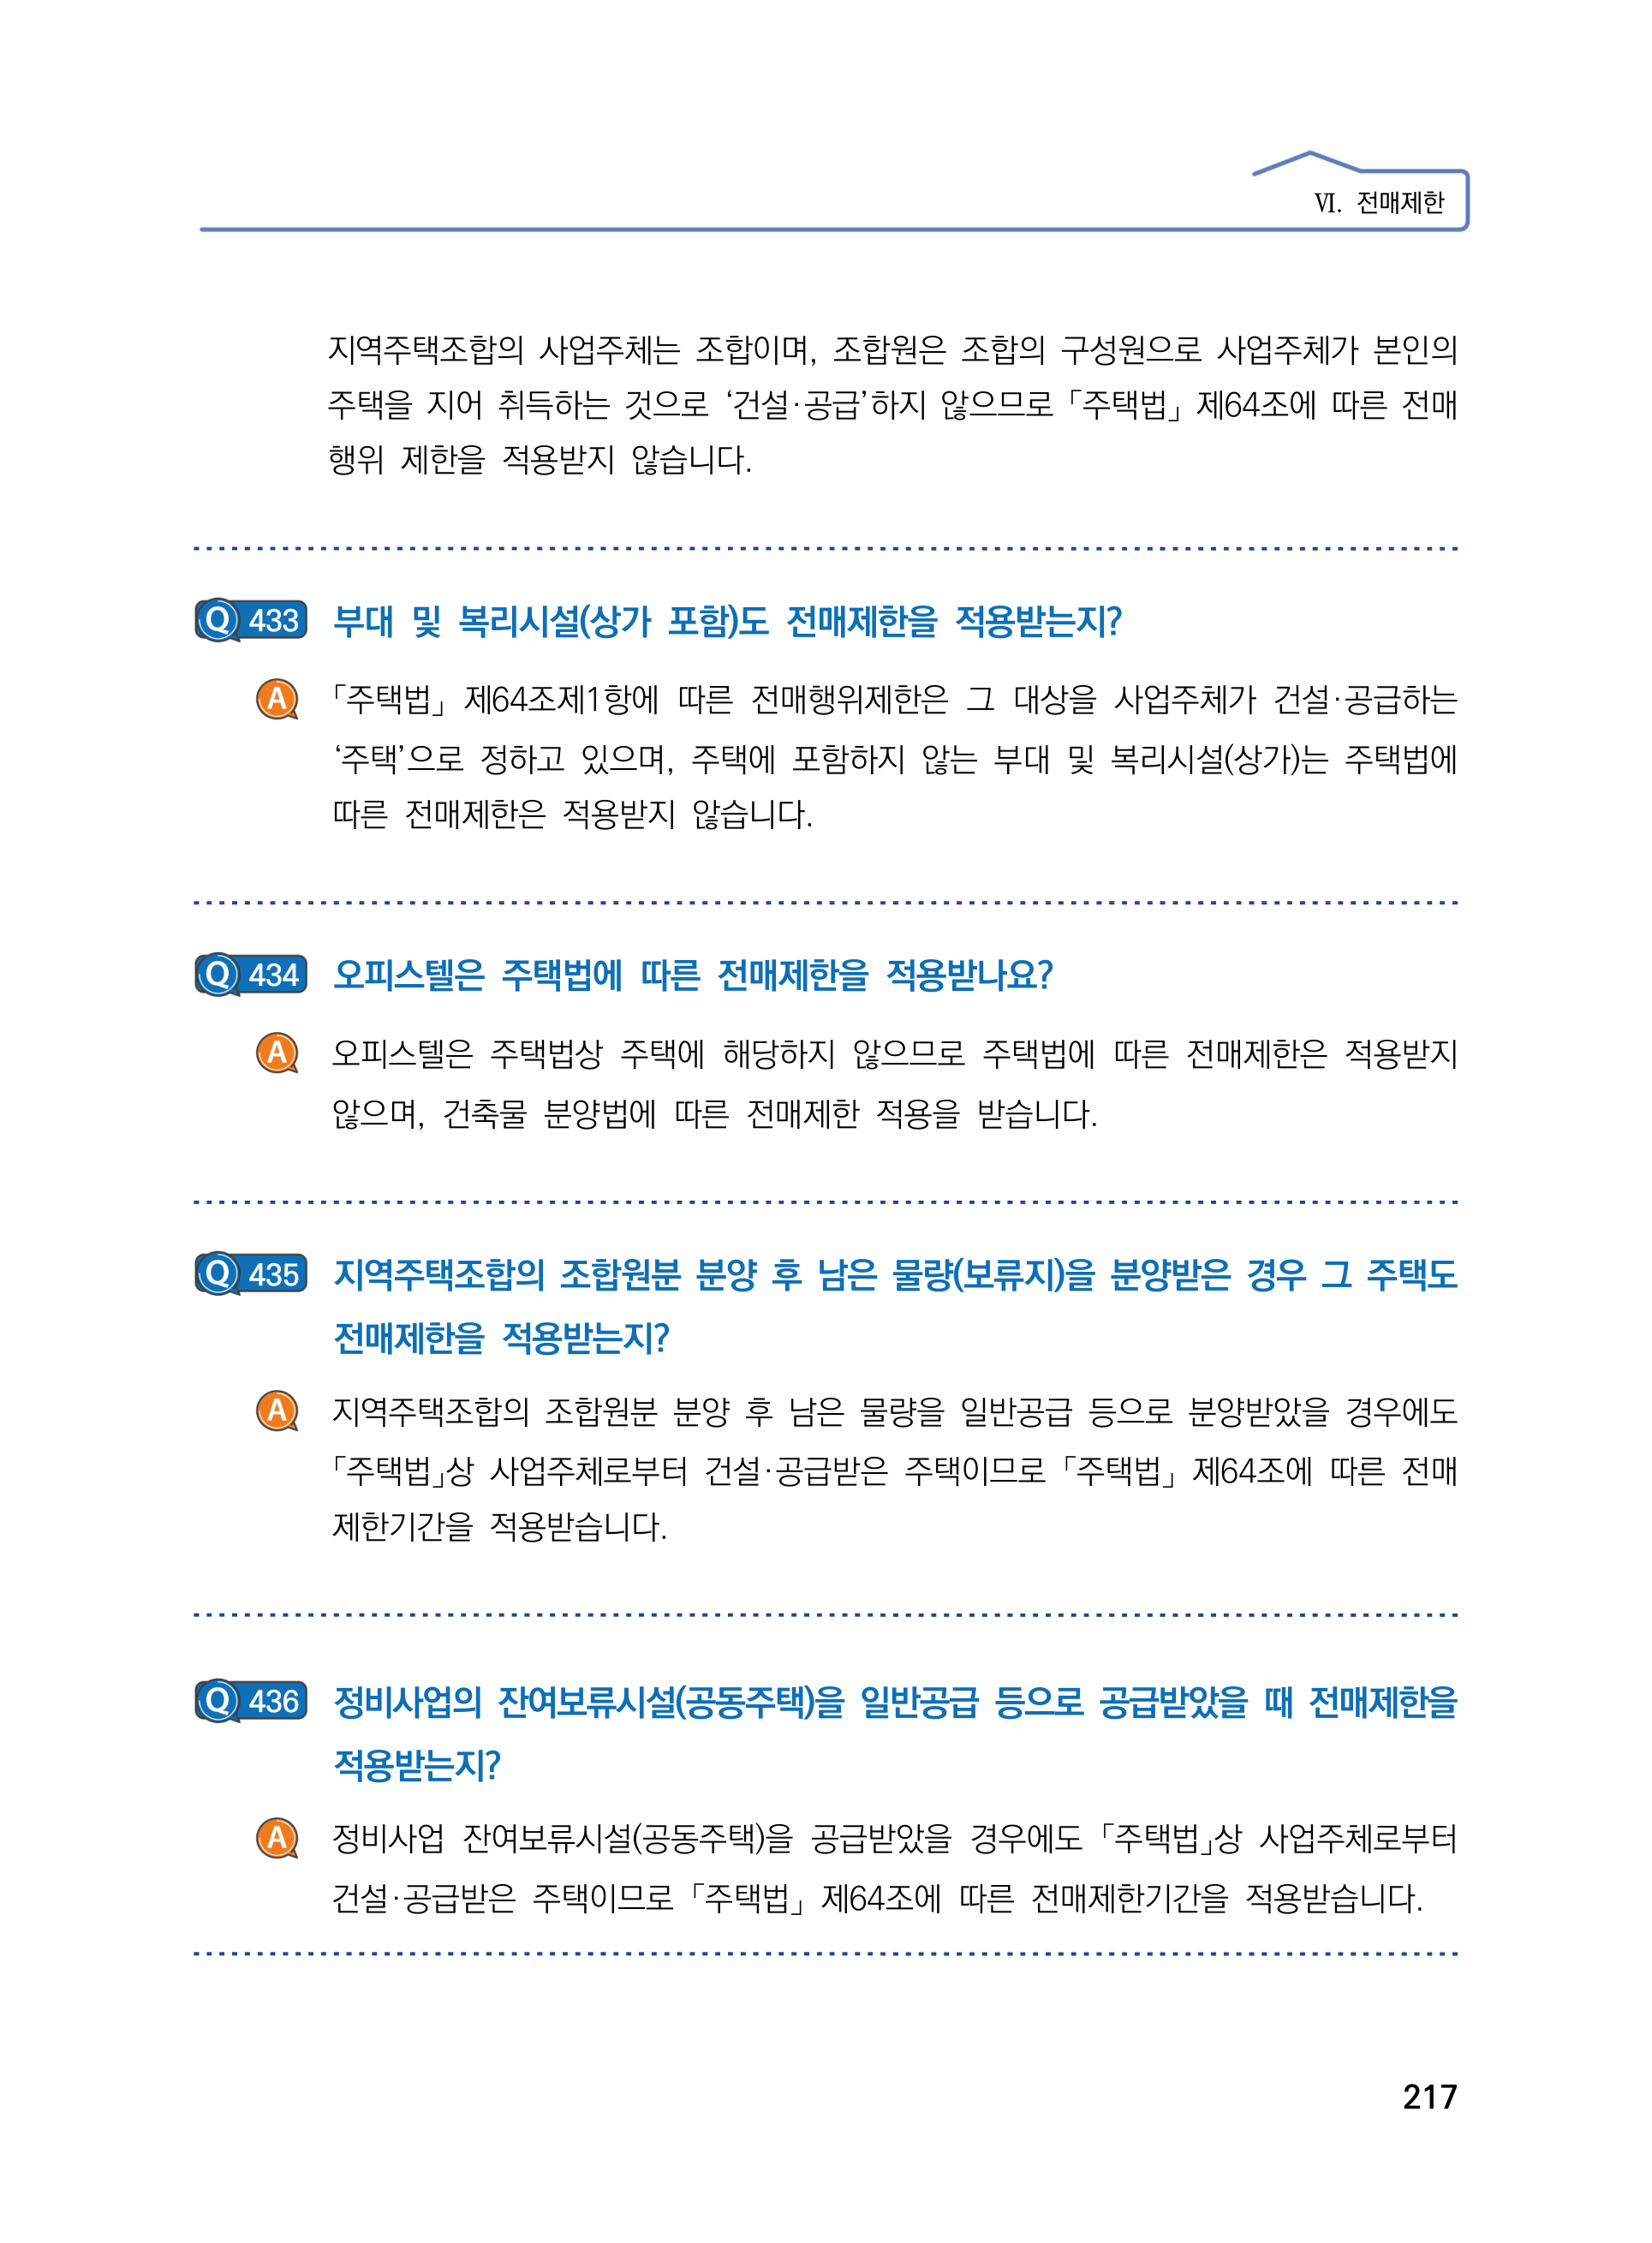 Ⅵ. 전매제한
지역주택조합의 사업주체는 조합이며, 조합원은 조합의 구성원으로 사업주체가 본인의
주택을 지어 취득하는 것으로 ‘건설·공급’하지 않으므로 「주택법」 제64조에 따른 전매
행위 제한을 적용받지 않습니다.
Q 433 부대 및 복리시설(상가 포함)도 전매제한을 적용받는지?
A 「주택법」 제64조제1항에 따른 전매행위제한은 그 대상을 사업주체가 건설·공급하는
‘주택’으로 정하고 있으며, 주택에 포함하지 않는 부대 및 복리시설(상가)는 주택법에
따른 전매제한은 적용받지 않습니다.
Q 434 오피스텔은 주택법에 따른 전매제한을 적용받나요?
A 오피스텔은 주택법상 주택에 해당하지 않으므로 주택법에 따른 전매제한은 적용받지
않으며, 건축물 분양법에 따른 전매제한 적용을 받습니다.
Q 435 지역주택조합의 조합원분 분양 후 남은 물량(보류지)을 분양받은 경우 그 주택도
전매제한을 적용받는지?
A 지역주택조합의 조합원분 분양 후 남은 물량을 일반공급 등으로 분양받았을 경우에도
「주택법」상 사업주체로부터 건설·공급받은 주택이므로 「주택법」 제64조에 따른 전매
제한기간을 적용받습니다.
Q 436 정비사업의 잔여보류시설(공동주택)을 일반공급 등으로 공급받았을 때 전매제한을
적용받는지?
A 정비사업 잔여보류시설(공동주택)을 공급받았을 경우에도 「주택법」상 사업주체로부터
건설·공급받은 주택이므로 「주택법」 제64조에 따른 전매제한기간을 적용받습니다.
217